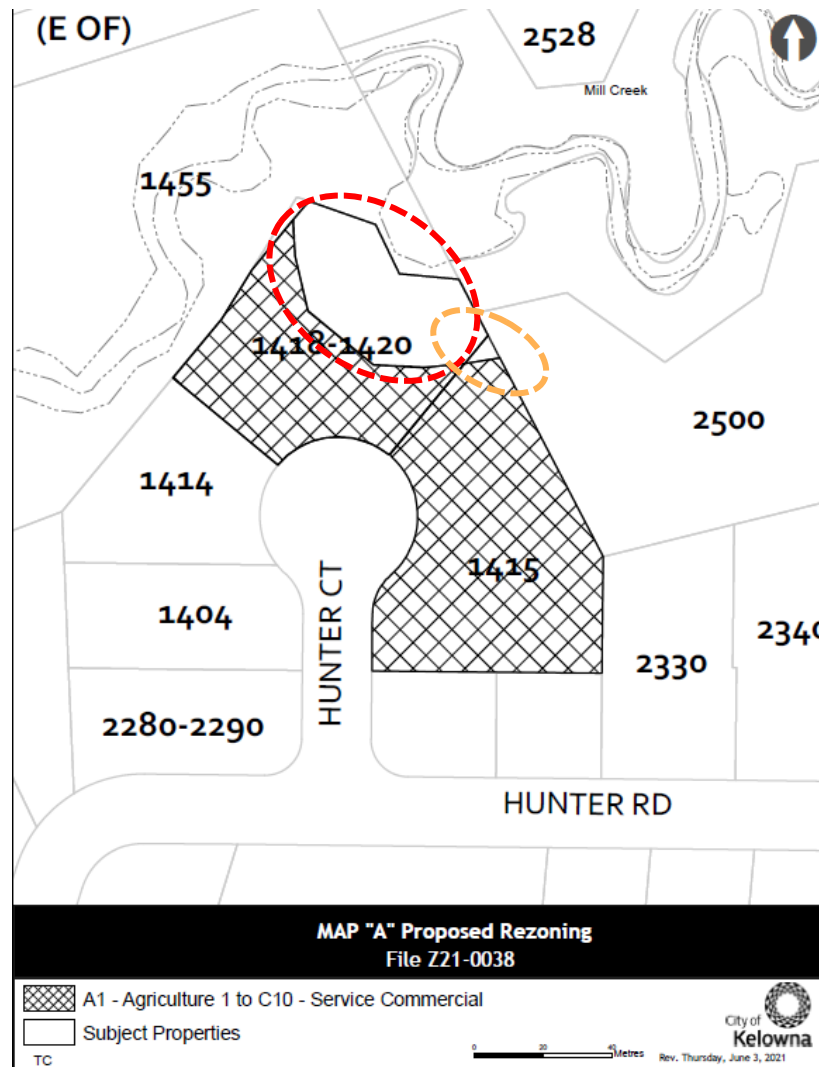 (E OF)
2528
Mill Creek
1455
1418-1420
2500
1414
1415
HUNTER CT
1404
2340
2330
2280-2290
HUNTER RD
MAP "A" Proposed Rezoning
File Z21-0038
A1 - Agriculture 1 to C10 - Service Commercial
Subject Properties
TC
0 20 40 Metres
Rev. Thursday, June 3, 2021
City of
Kelowna